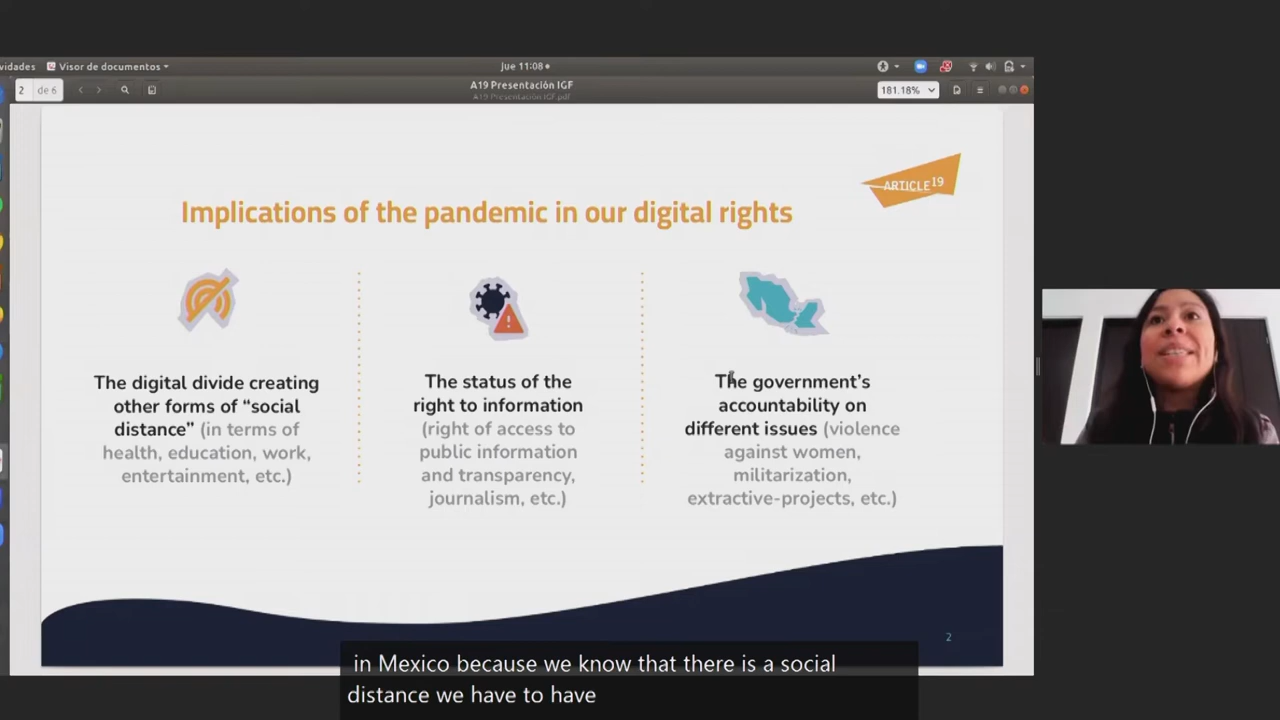 vidades
Visor de documentos
Jue 11:08
2 de 6
A19 Presentación IGF
A19 Presentación IGF.pdf
181.18%
ARTICLE 19
Implications of the pandemic in our digital rights
The digital divide creating
other forms of “social
distance” (in terms of
health, education, work,
entertainment, etc.)
The status of the
right to information
(right of access to
public information
and transparency,
journalism, etc.)
The government’s
accountability on
different issues (violence
against women,
militarization,
extractive-projects, etc.)
2
in Mexico because we know that there is a social
distance we have to have